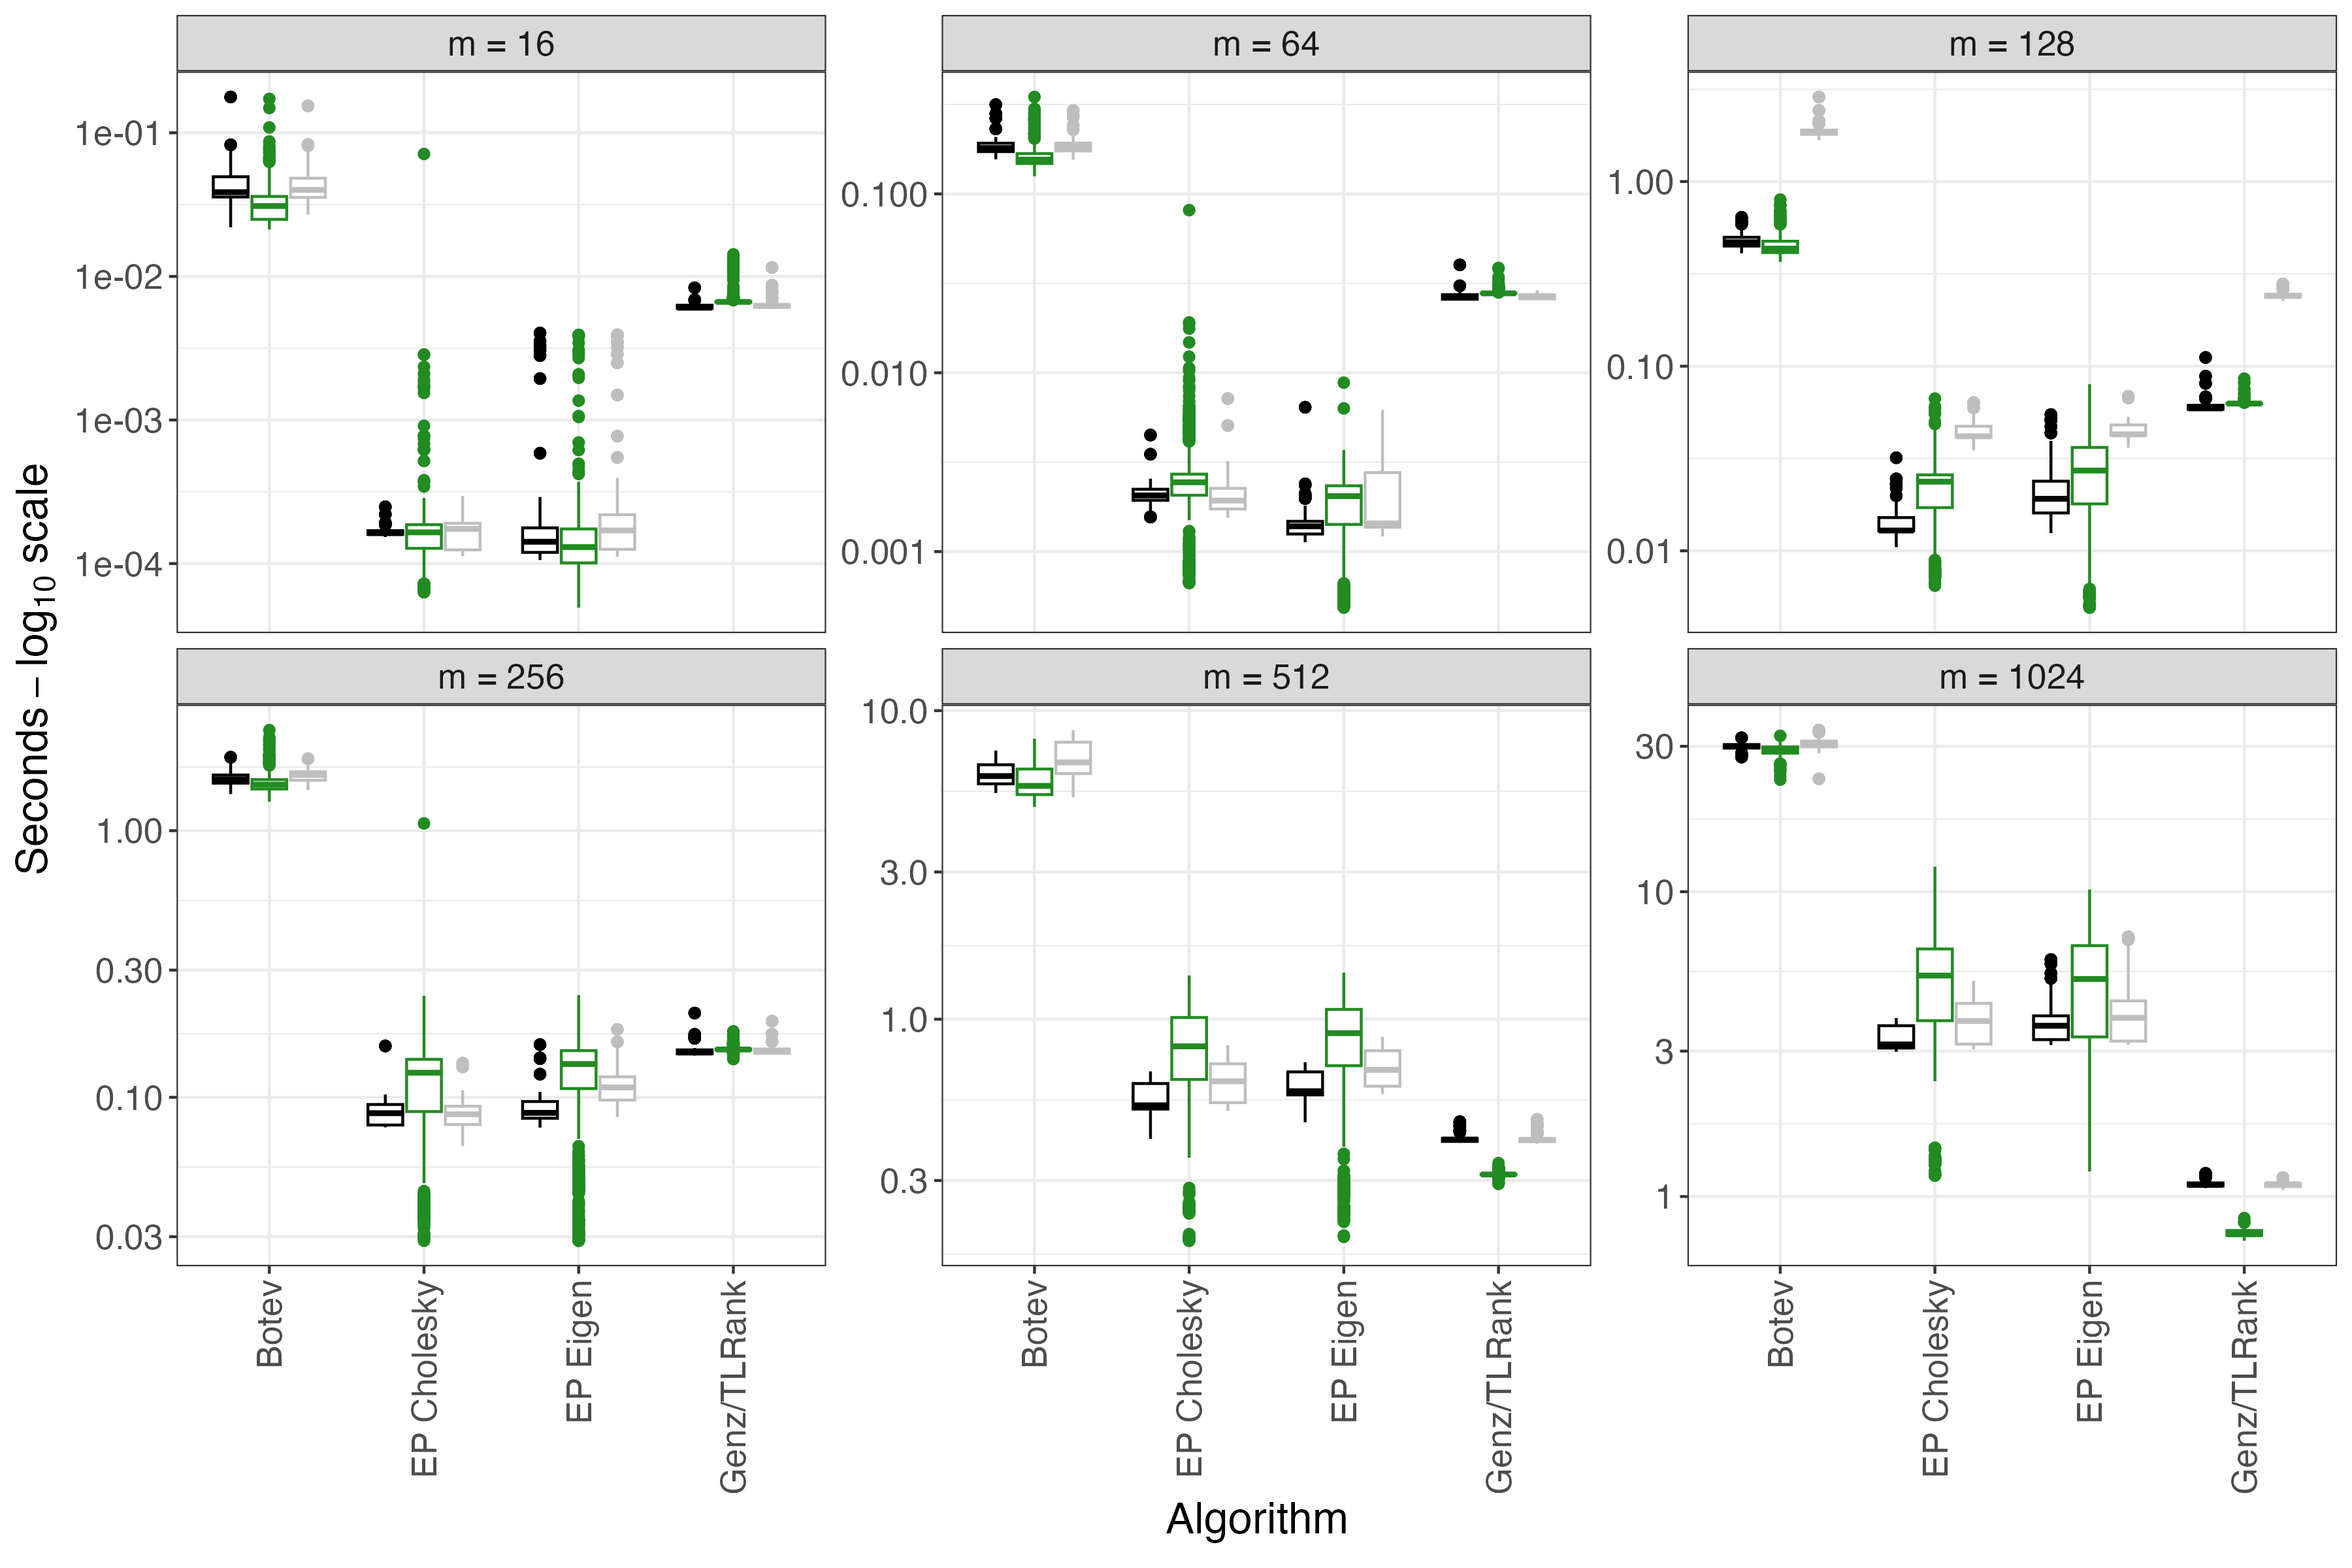 m = 16
m = 64
m = 128
1e-01
1e-02
1e-03
1e-04
0.100
0.010
0.001
1.00
0.10
0.01
m = 256
m = 512
m = 1024
1.00
0.30
0.10
0.03
10.0
3.0
1.0
0.3
30
10
3
1
Seconds – log₁₀ scale
Botev
EP Cholesky
EP Eigen
Genz/TLRank
Botev
EP Cholesky
EP Eigen
Genz/TLRank
Botev
EP Cholesky
EP Eigen
Genz/TLRank
Algorithm